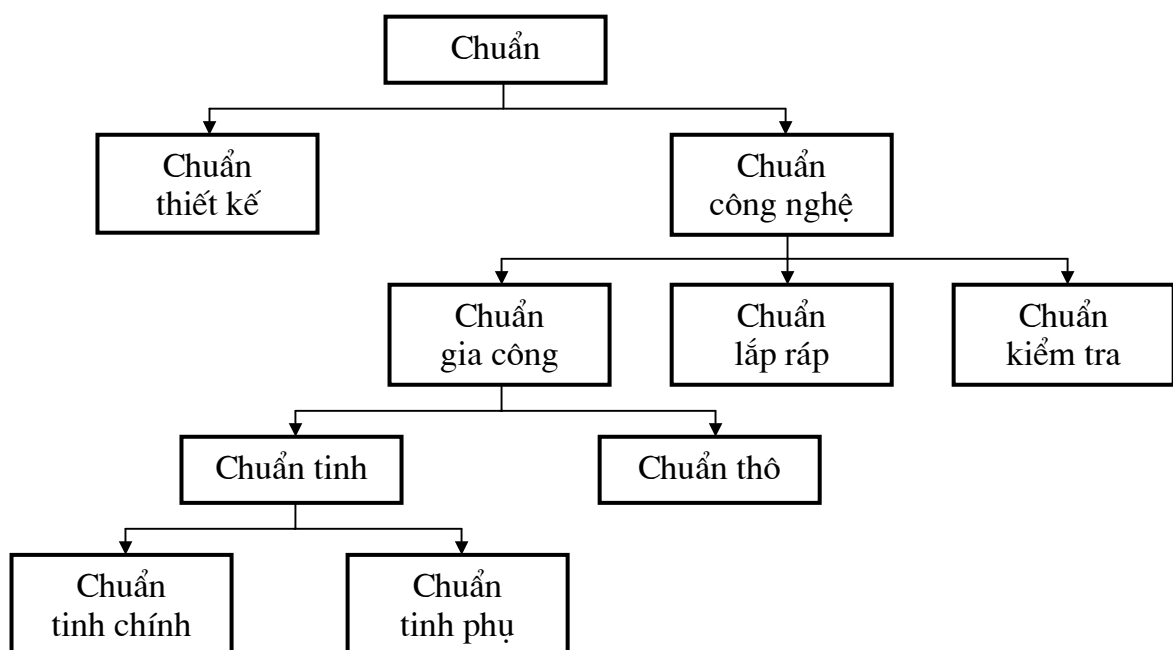 Chuẩn
Chuẩn
thiết kế
Chuẩn
công nghệ
Chuẩn
gia công
Chuẩn
lắp ráp
Chuẩn
kiểm tra
Chuẩn tinh
Chuẩn thô
Chuẩn
tinh chính
Chuẩn
tinh phụ